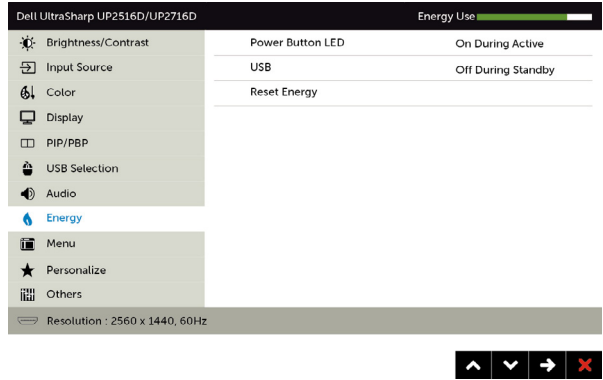 Dell UltraSharp UP2516D/UP2716D Energy Use
Brightness/Contrast Power Button LED On During Active
Input Source USB Off During Standby
Color Reset Energy
Display
PIP/PBP
USB Selection
Audio
Energy
Menu
Personalize
Others
Resolution : 2560 x 1440, 60Hz